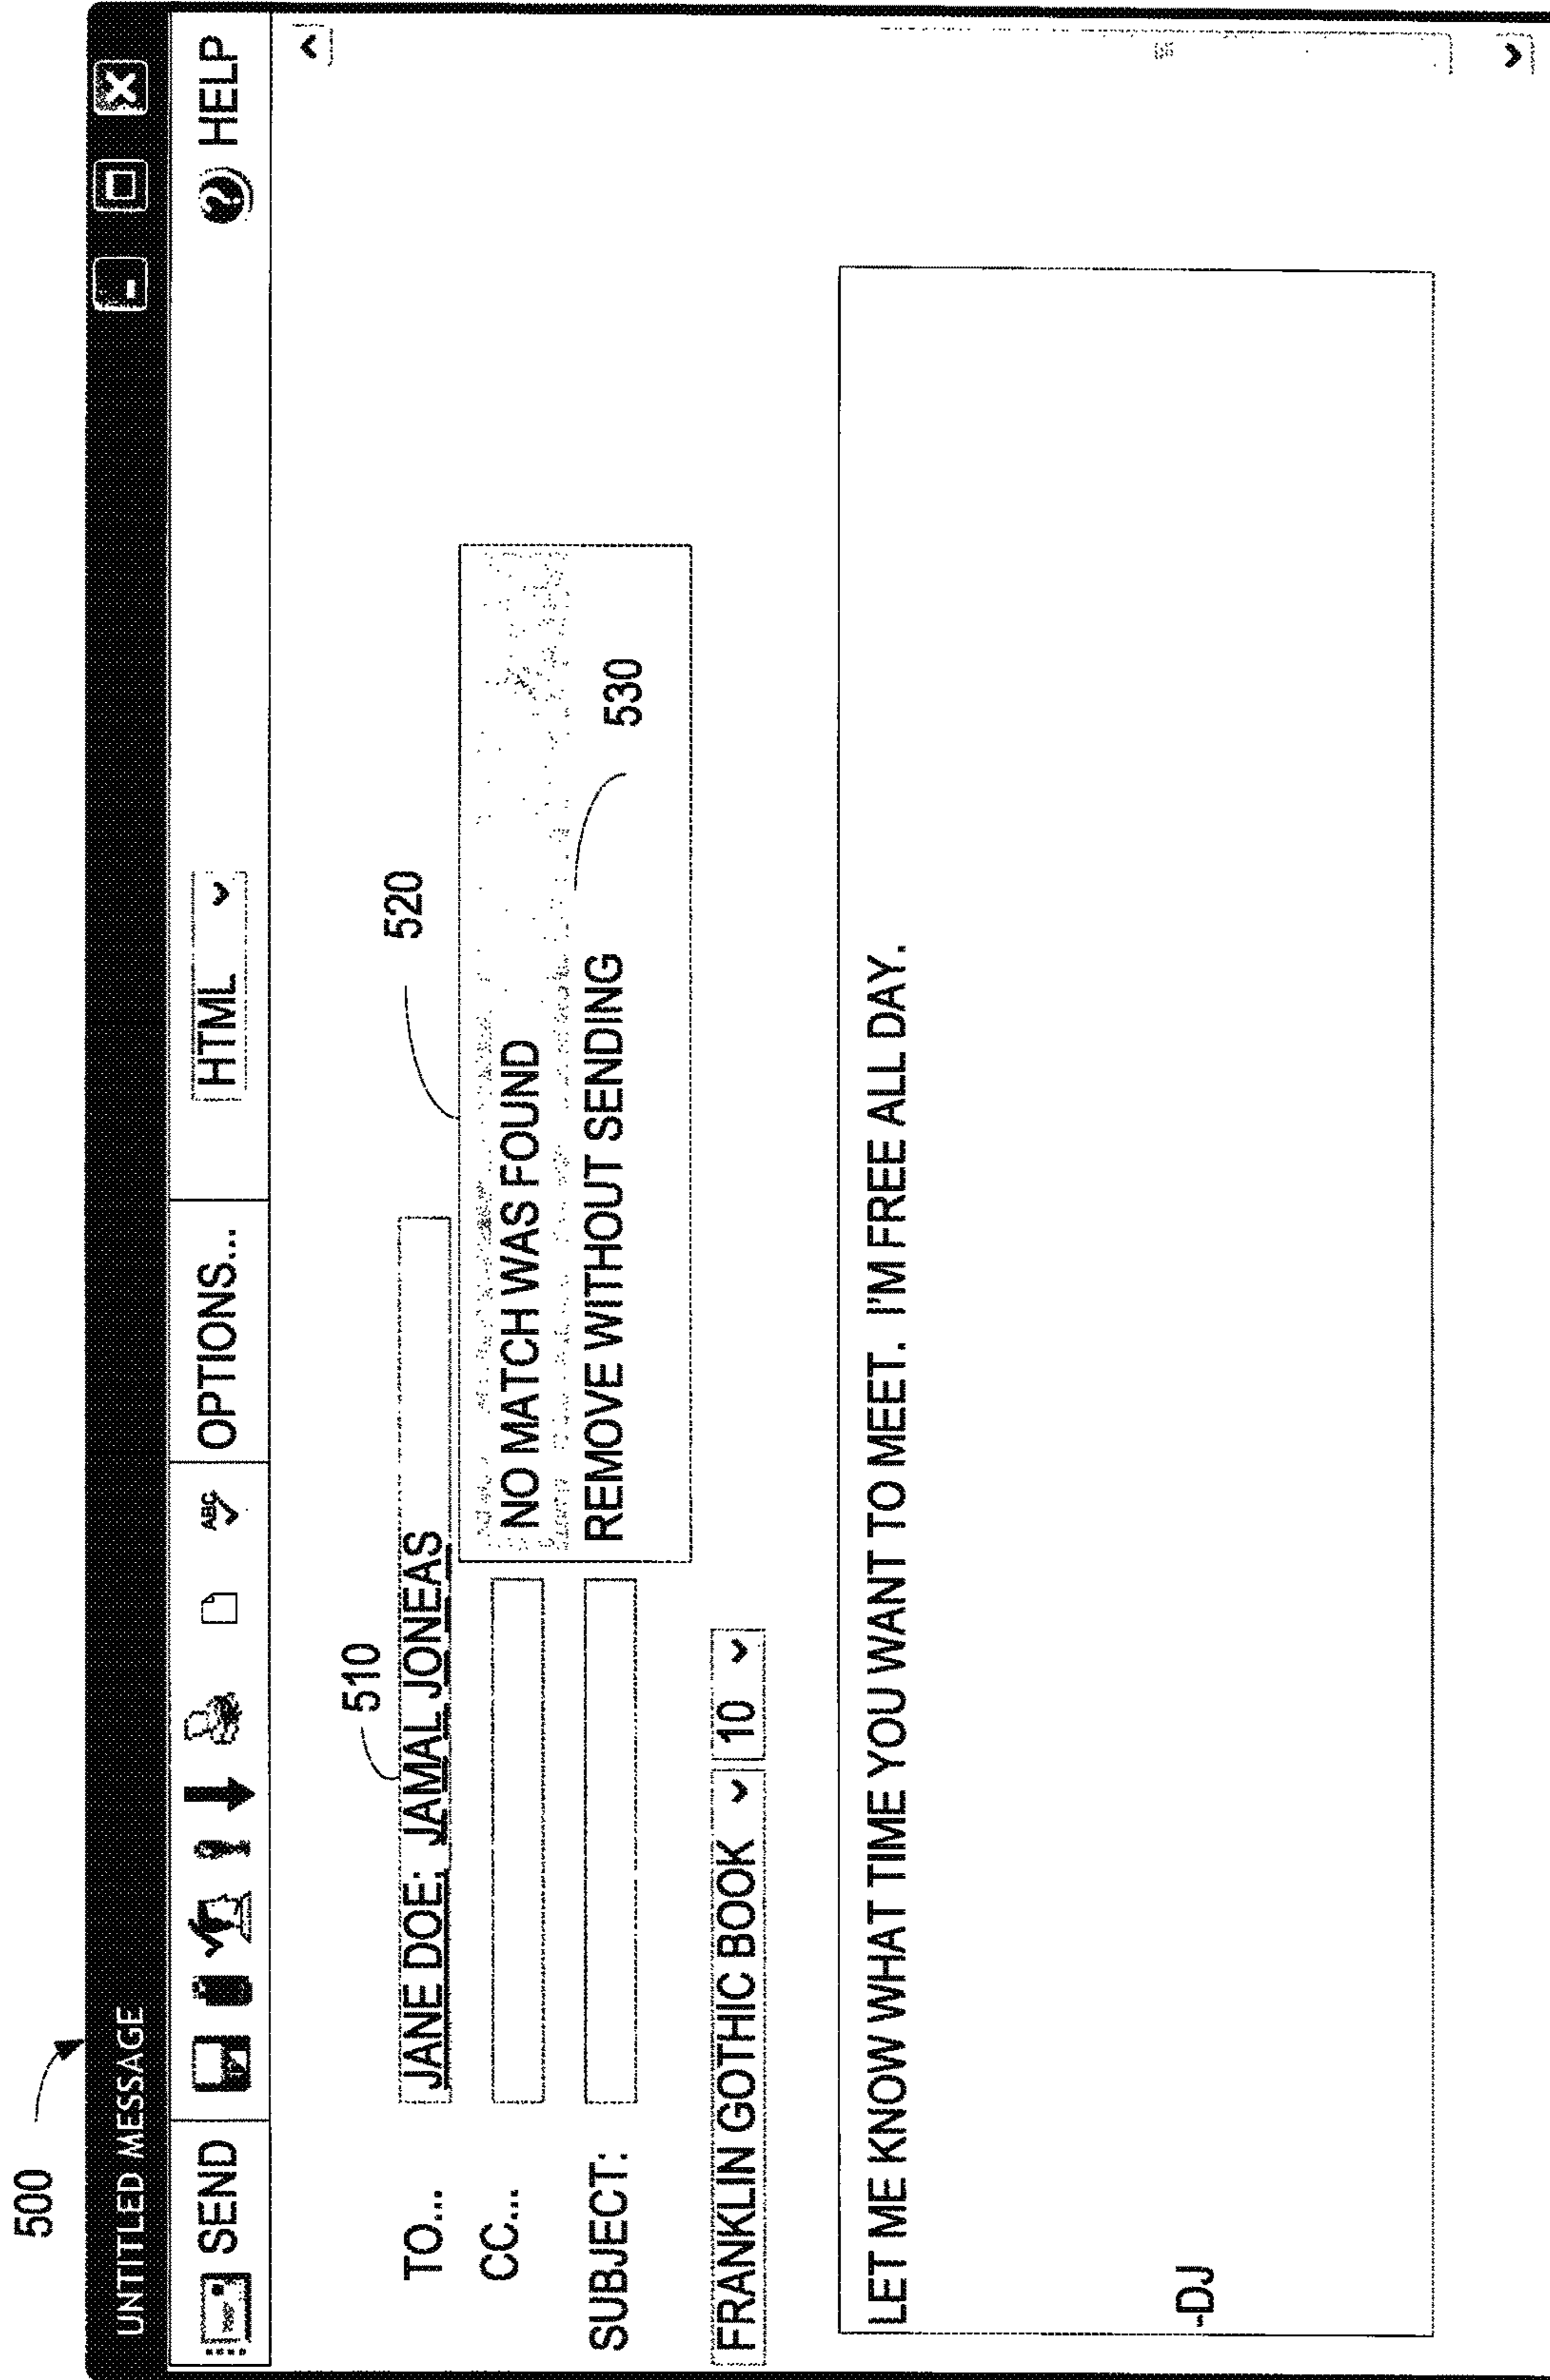 500
UNTITLED MESSAGE
SEND
ABC
OPTIONS...
HTML
HELP
510
520
TO...
JANE DOE; JAMAL JONEAS
CC...
NO MATCH WAS FOUND
SUBJECT:
REMOVE WITHOUT SENDING
530
FRANKLIN GOTHIC BOOK
10
LET ME KNOW WHAT TIME YOU WANT TO MEET. I'M FREE ALL DAY.
-DJ